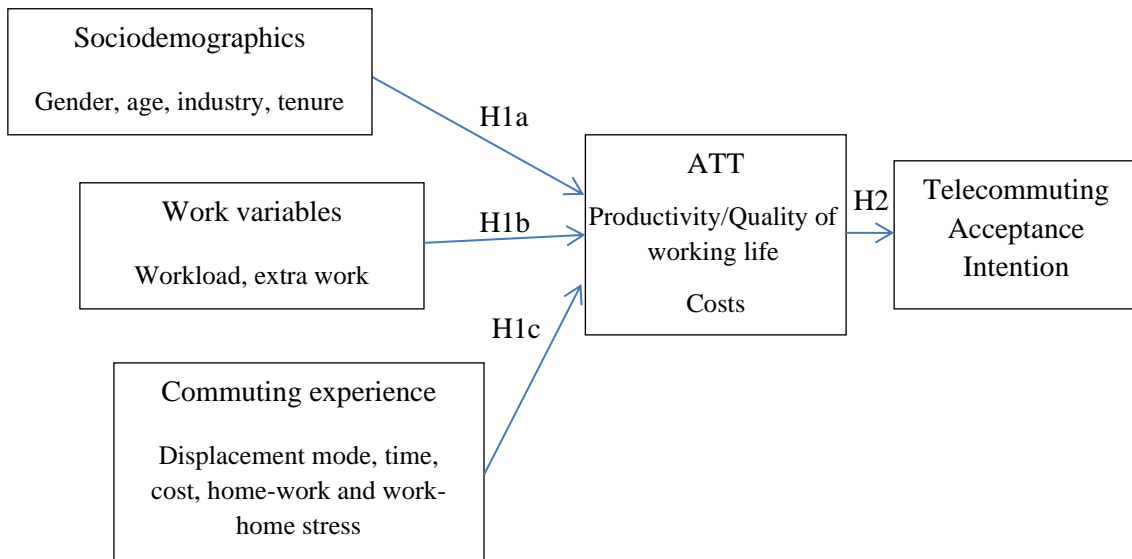 Sociodemographics
Gender, age, industry, tenure
H1a
Work variables
Workload, extra work
H1b
Commuting experience
Displacement mode, time,
cost, home-work and work-
home stress
H1c
ATT
Productivity/Quality of
working life
Costs
H2
Telecommuting
Acceptance
Intention